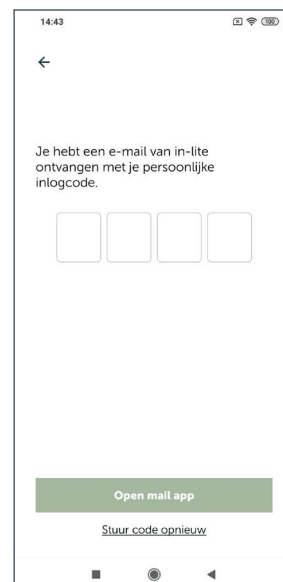 14:43
100
Je hebt een e-mail van in-lite
ontvangen met je persoonlijke
inlogcode.
Open mail app
Stuur code opnieuw